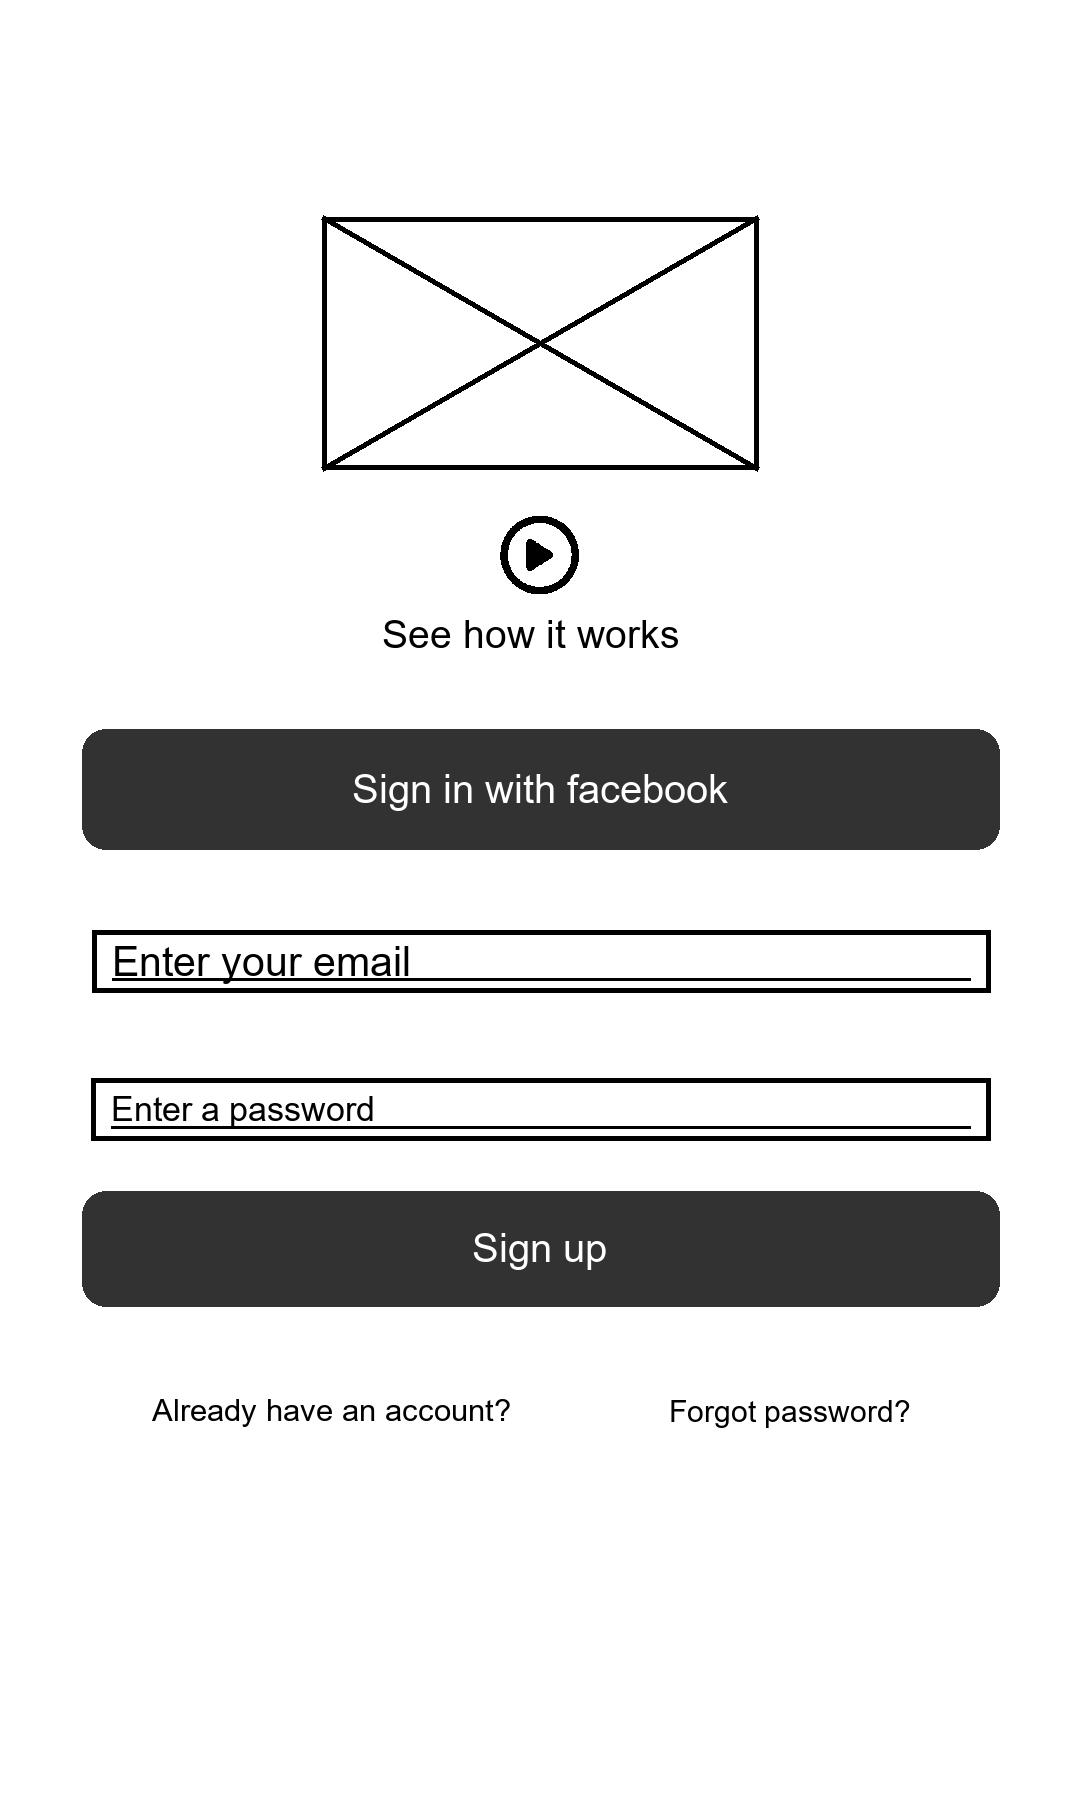 See how it works
Sign in with facebook
Enter your email
Enter a password
Sign up
Already have an account?
Forgot password?